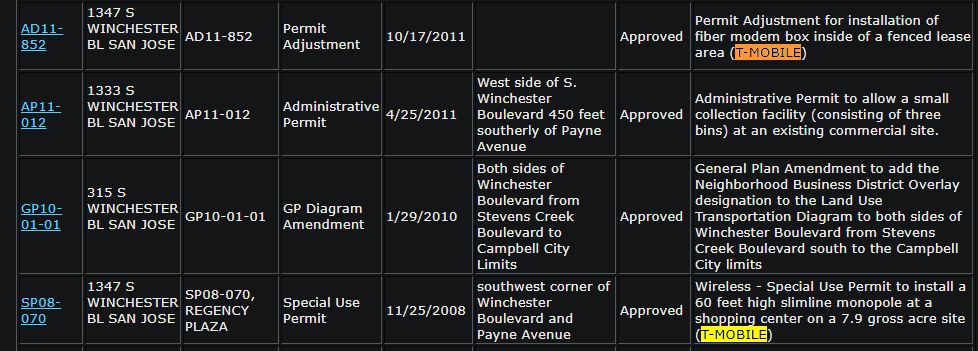 AD11-
852
1347 S
WINCHESTER
BL SAN JOSE
AD11-852
Permit
Adjustment
10/17/2011
Approved
Permit Adjustment for installation of
fiber modem box inside of a fenced lease
area (T-MOBILE)
AP11-
012
1333 S
WINCHESTER
BL SAN JOSE
AP11-012
Administrative
Permit
4/25/2011
West side of S.
Winchester
Boulevard 450 feet
southerly of Payne
Avenue
Approved
Administrative Permit to allow a small
collection facility (consisting of three
bins) at an existing commercial site.
GP10-
01-01
315 S
WINCHESTER
BL SAN JOSE
GP10-01-01
GP Diagram
Amendment
1/29/2010
Both sides of
Winchester
Boulevard from
Stevens Creek
Boulevard to
Campbell City
Limits
Approved
General Plan Amendment to add the
Neighborhood Business District Overlay
designation to the Land Use
Transportation Diagram to both sides of
Winchester Boulevard from Stevens
Creek Boulevard south to the Campbell
City limits
SP08-
070
1347 S
WINCHESTER
BL SAN JOSE
SP08-070,
REGENCY
PLAZA
Special Use
Permit
11/25/2008
southwest corner of
Winchester
Boulevard and
Payne Avenue
Approved
Wireless - Special Use Permit to install a
60 feet high slimline monopole at a
shopping center on a 7.9 gross acre site
(T-MOBILE)